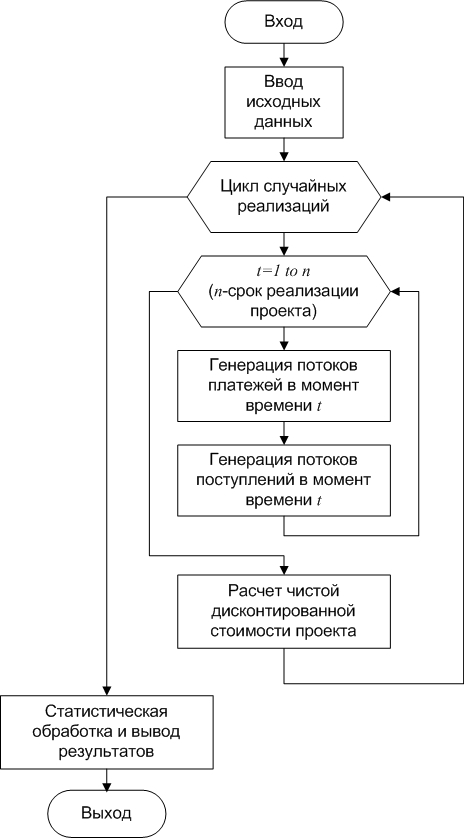 Вход
Ввод
исходных
данных
Цикл случайных
реализаций
t=1 to n
(n-срок реализации
проекта)
Генерация потоков
платежей в момент
времени t
Генерация потоков
поступлений в момент
времени t
Расчет чистой
дисконтированной
стоимости проекта
Статистическая
обработка и вывод
результатов
Выход